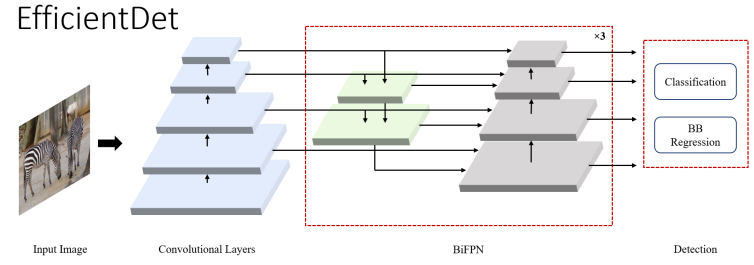 EfficientDet
×3
Classification
BB
Regression
Input Image
Convolutional Layers
BiFPN
Detection